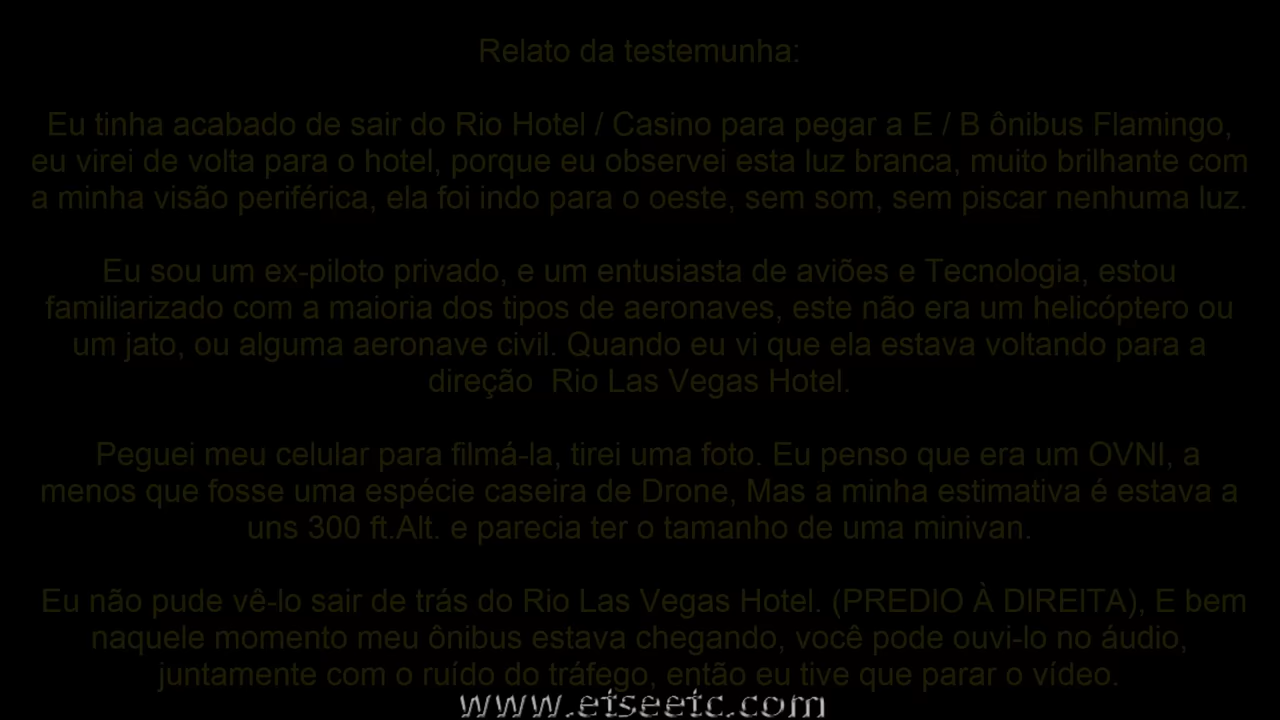 Relato da testemunha:
Eu tinha acabado de sair do Rio Hotel / Casino para pegar a E / B ônibus Flamingo,
eu virei de volta para o hotel, porque eu observei esta luz branca, muito brilhante com
a minha visão periférica, ela foi indo para o oeste, sem som, sem piscar nenhuma luz.
Eu sou um ex-piloto privado, e um entusiasta de aviões e Tecnologia, estou
familiarizado com a maioria dos tipos de aeronaves, este não era um helicóptero ou
um jato, ou alguma aeronave civil. Quando eu vi que ela estava voltando para a
direção  Rio Las Vegas Hotel.
Peguei meu celular para filmá-la, tirei uma foto. Eu penso que era um OVNI, a
menos que fosse uma espécie caseira de Drone, Mas a minha estimativa é estava a
uns 300 ft.Alt. e parecia ter o tamanho de uma minivan.
Eu não pude vê-lo sair de trás do Rio Las Vegas Hotel. (PREDIO À DIREITA), E bem
naquele momento meu ônibus estava chegando, você pode ouvi-lo no áudio,
juntamente com o ruído do tráfego, então eu tive que parar o vídeo.
www.etseetc.com